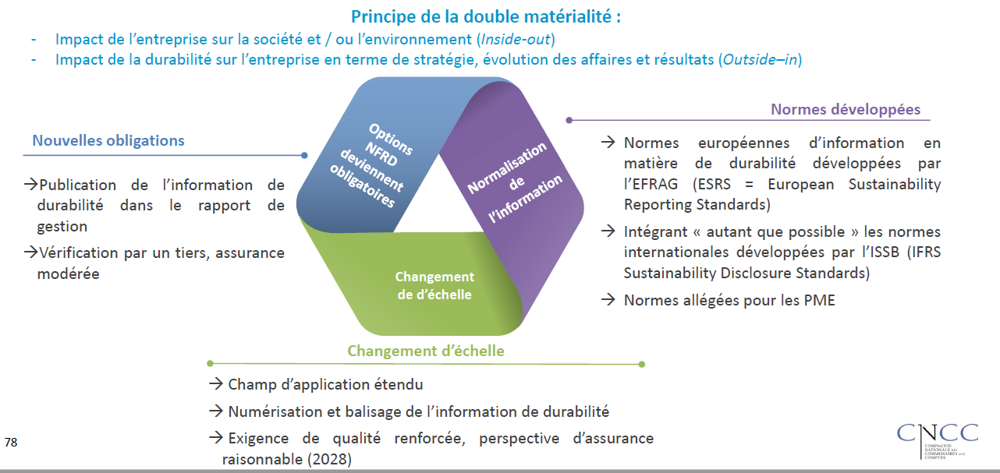 Principe de la double matérialité :
- Impact de l’entreprise sur la société et / ou l’environnement (Inside-out)
- Impact de la durabilité sur l’entreprise en terme de stratégie, évolution des affaires et résultats (Outside–in)
Nouvelles obligations
→Publication de l’information de
durabilité dans le rapport de
gestion
→Vérification par un tiers, assurance
modérée
Options
NFRD
deviennent
obligatoires
Normalisation
de
l’information
Changement
de d’échelle
Normes développées
→ Normes européennes d’information en
matière de durabilité développées par
l’EFRAG (ESRS = European Sustainability
Reporting Standards)
→ Intégrant « autant que possible » les normes
internationales développées par l’ISSB (IFRS
Sustainability Disclosure Standards)
→ Normes allégées pour les PME
Changement d’échelle
→ Champ d’application étendu
→ Numérisation et balisage de l’information de durabilité
→ Exigence de qualité renforcée, perspective d’assurance
raisonnable (2028)
78
CNCC
COMPAGNIE
NATIONALE DES
COMMISSAIRES AUX
COMPTES